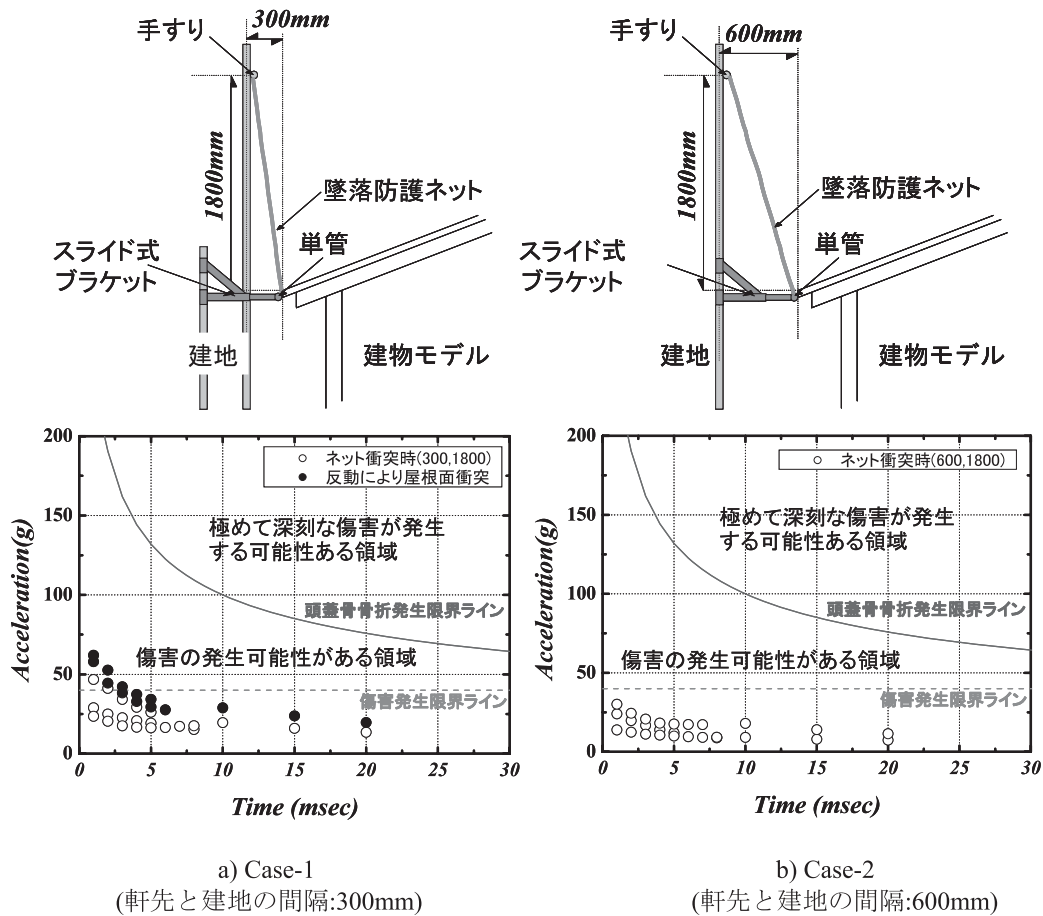 300mm
手すり
1800mm
墜落防護ネット
スライド式
ブラケット
単管
建地
建物モデル
600mm
手すり
1800mm
墜落防護ネット
スライド式
ブラケット
単管
建地
建物モデル
200
150
100
50
0
Acceleration(g)
ネット衝突時(300,1800)
反動により屋根面衝突
極めて深刻な傷害が発生
する可能性ある領域
頭蓋骨骨折発生限界ライン
傷害の発生可能性がある領域
傷害発生限界ライン
0 5 10 15 20 25 30
Time (msec)
200
150
100
50
0
Acceleration(g)
ネット衝突時(600,1800)
極めて深刻な傷害が発生
する可能性ある領域
頭蓋骨骨折発生限界ライン
傷害の発生可能性がある領域
傷害発生限界ライン
0 5 10 15 20 25 30
Time (msec)
a) Case-1
(軒先と建地の間隔:300mm)
b) Case-2
(軒先と建地の間隔:600mm)